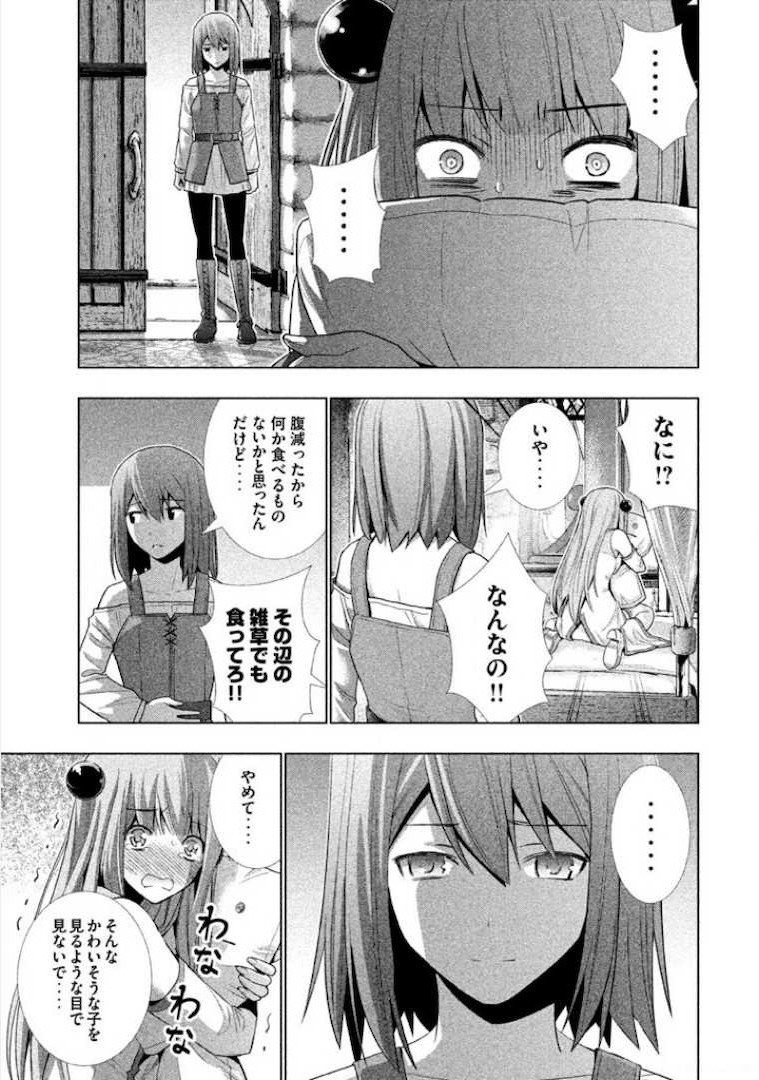 ・・・・・・
・・・・・・
なに!?
いや・・・・
なんなの!!
腹減ったから
何か食べるもの
ないかと思ったん
だけど・・・・
その辺の
雑草でも
食ってろ!!
・・・・・・
やめて・・・・
そんな
かわいそうな子を
見るような目で
見ないで・・・・
わな
わな